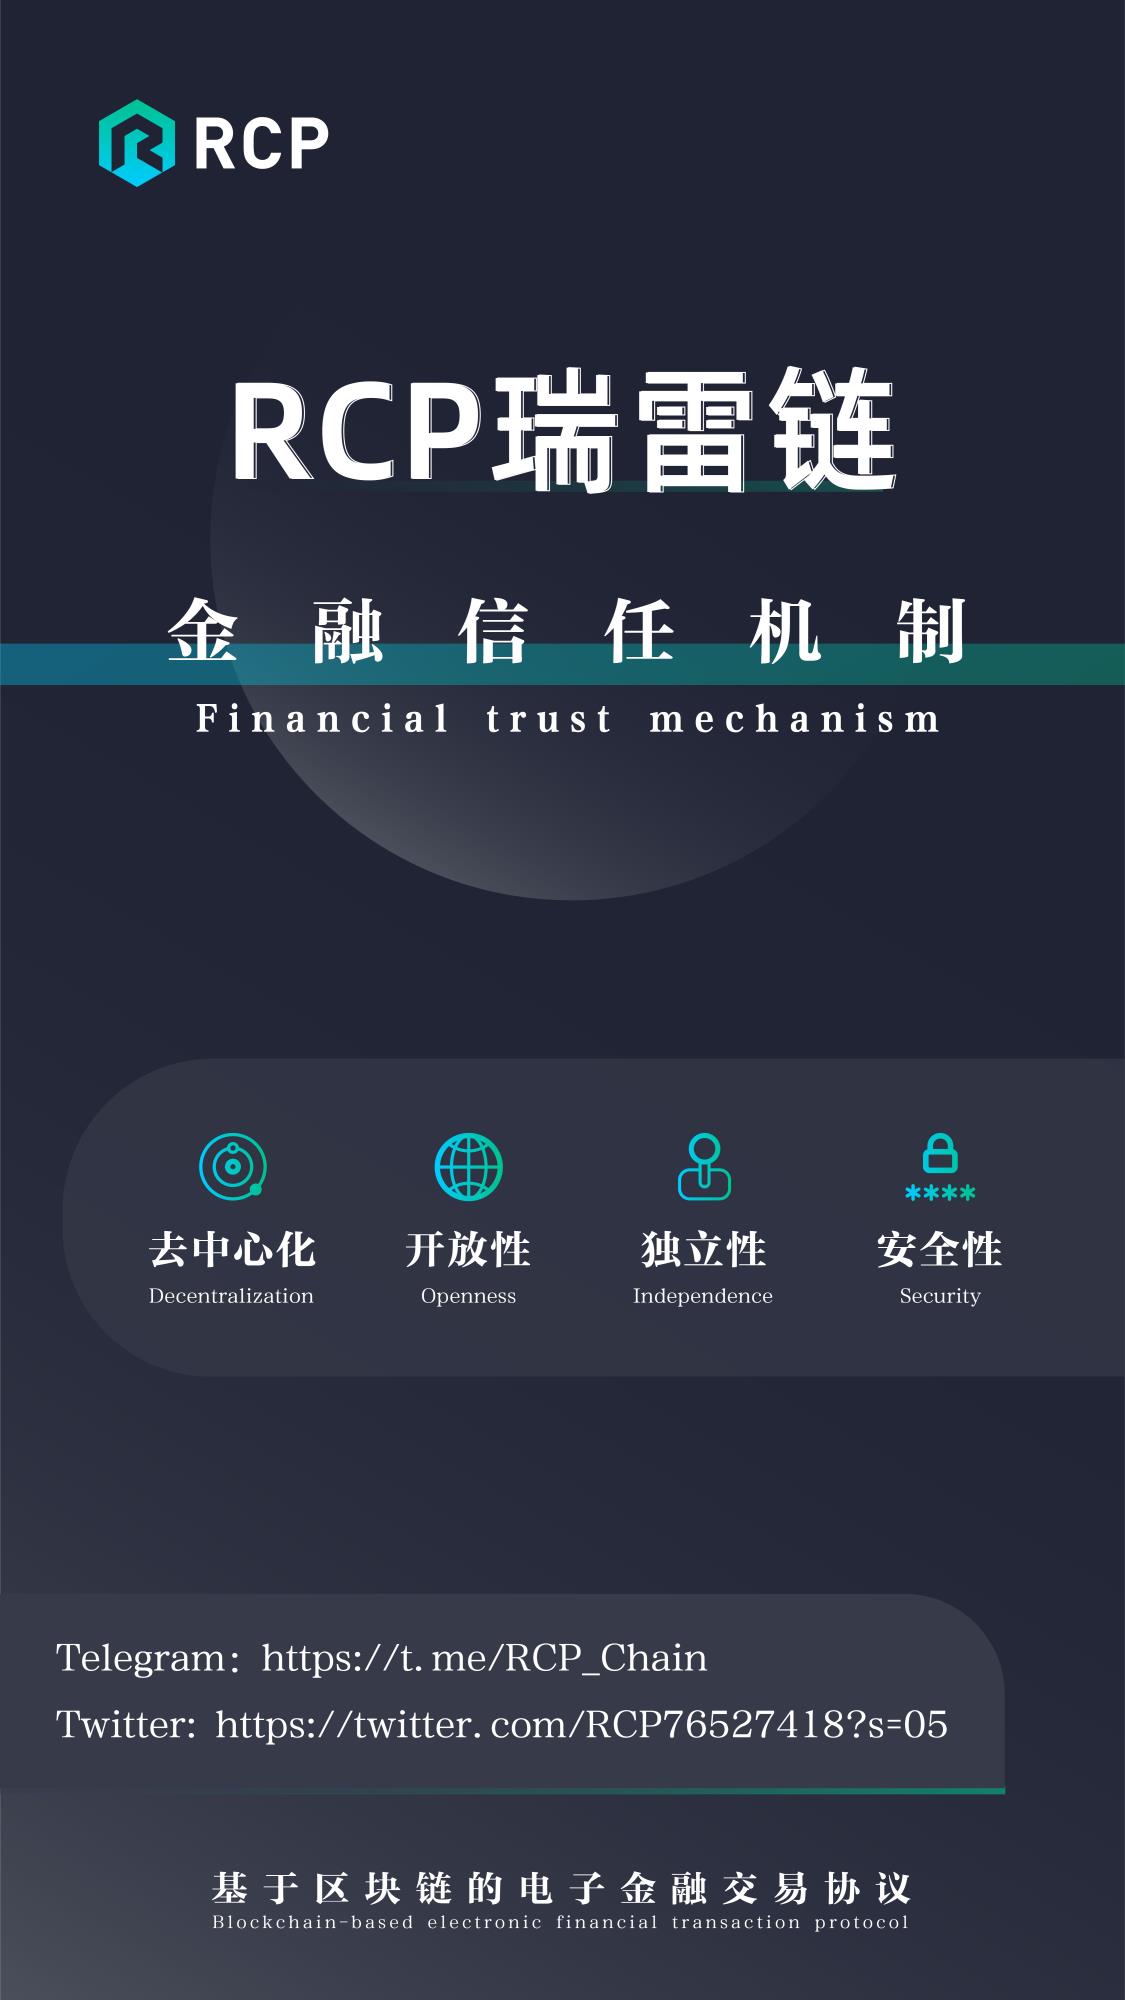 RCP
RCP瑞雷链
金融信任机制
Financial trust mechanism
去中心化 开放性 独立性 安全性
Decentralization Openness Independence Security
Telegram: https://t.me/RCP_Chain
Twitter: https://twitter.com/RCP76527418?s=05
基于区块链的电子金融交易协议
Blockchain-based electronic financial transaction protocol